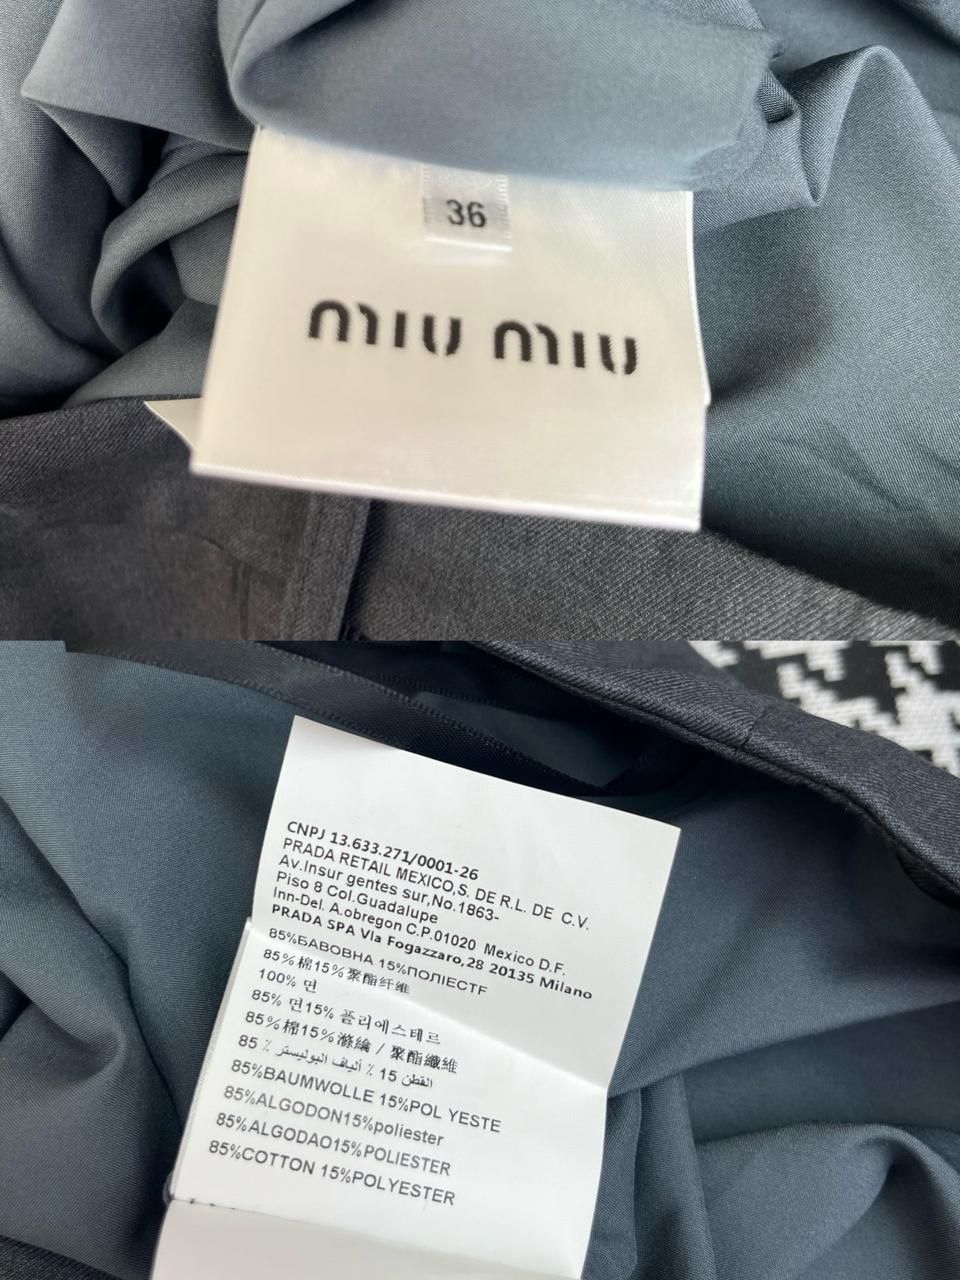 36
miu miu
CNPJ 13.633.271/0001-26
PRADA RETAIL MEXICO,S. DE R.L. DE C.V.
Av.Insur gentes sur,No.1863-
Piso 8 Col.Guadalupe
Inn-Del. A.obregon C.P.01020 Mexico D.F.
PRADA SPA VIa Fogazzaro,28 20135 Milano
85%БАВОВНА 15%ПОЛІЕСТF
85%棉15%聚酯纤维
100% 면
85% 면15% 폴리에스테르
85%棉15%滌綸 / 聚酯纖維
85 ٪ القطن 15 ٪ ألياف البوليستر
85%BAUMWOLLE 15%POL YESTE
85%ALGODON15%poliester
85%ALGODAO15%POLIESTER
85%COTTON 15%POLYESTER